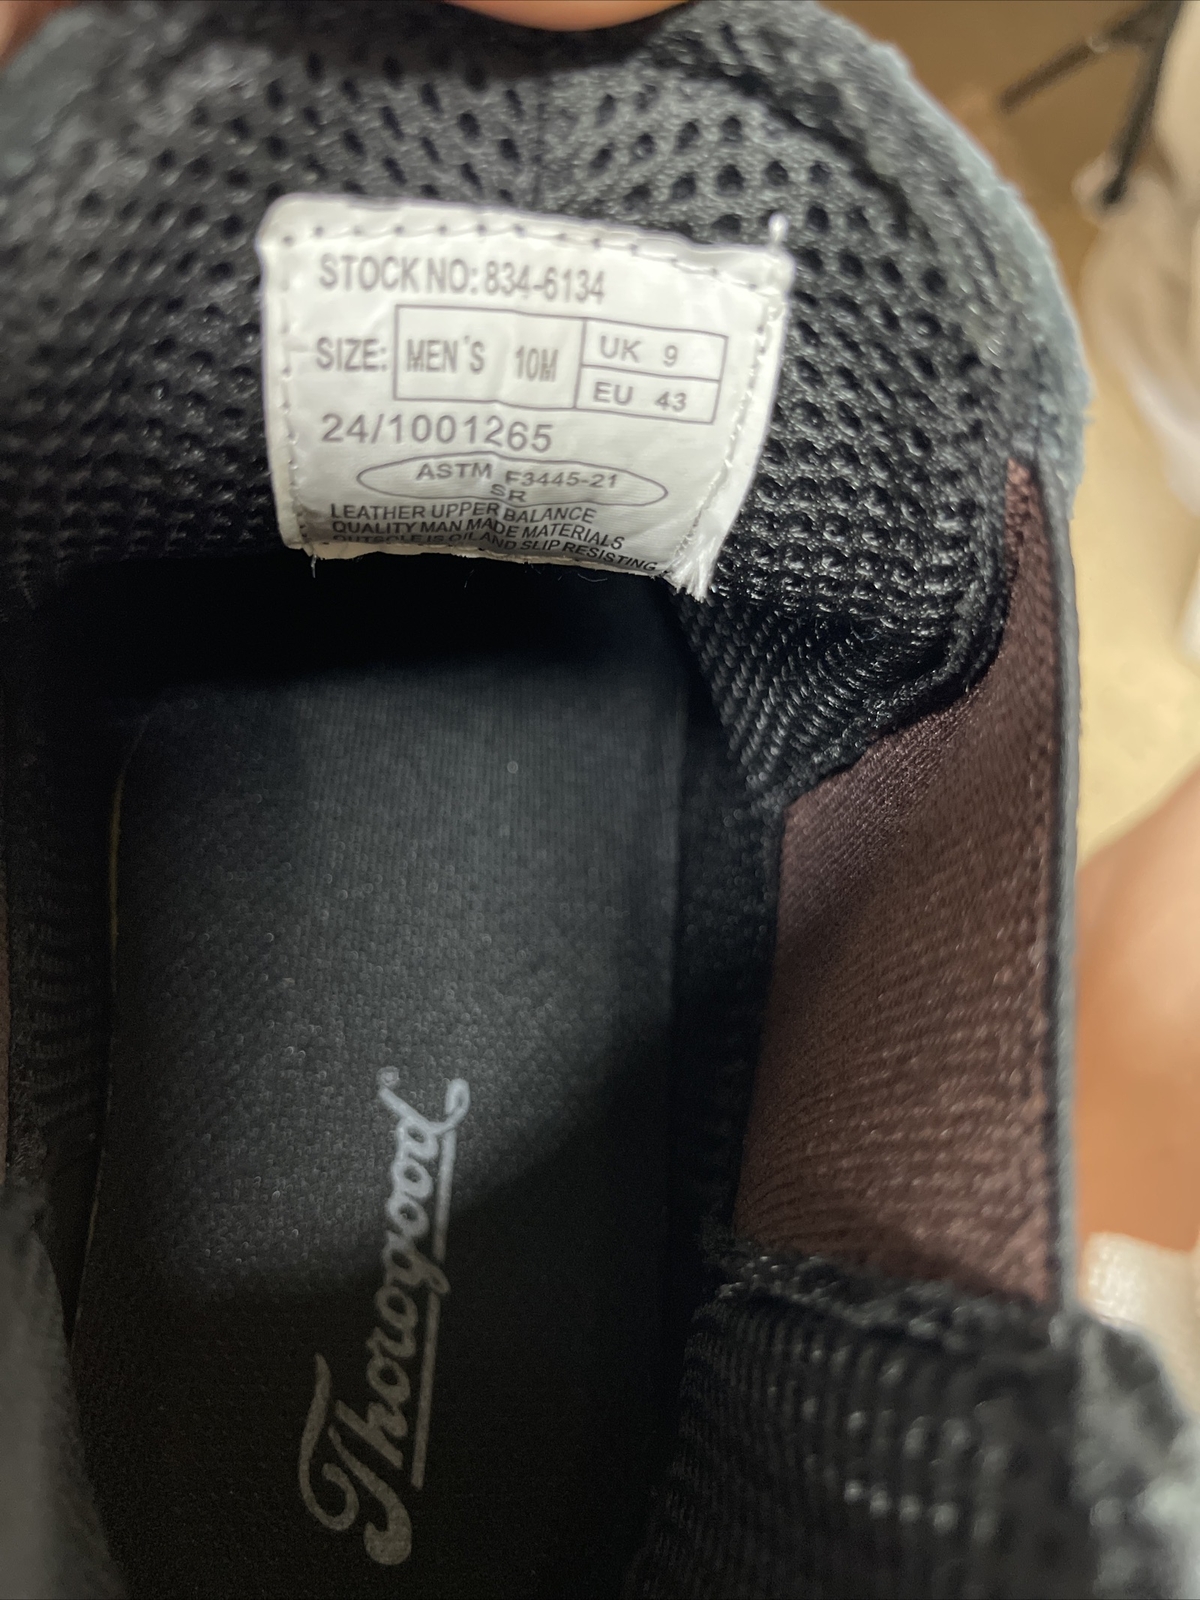 STOCK NO: 834-6134
SIZE: MEN'S 10M UK 9
EU 43
24/1001265
ASTM F3445-21
SR
LEATHER UPPER BALANCE
QUALITY MAN MADE MATERIALS
OUTSOLE IS OIL AND SLIP RESISTING
Thorogood